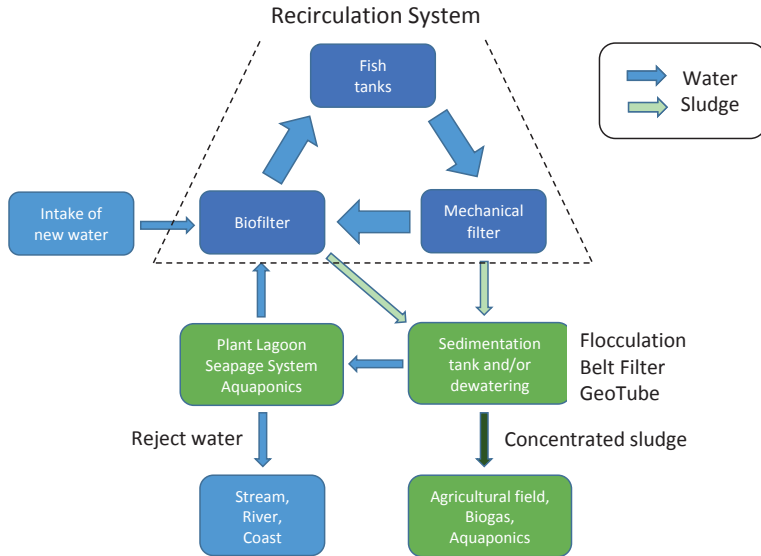 Recirculation System
Fish
tanks
Water
Sludge
Intake of
new water
Biofilter
Mechanical
filter
Plant Lagoon
Seapage System
Aquaponics
Sedimentation
tank and/or
dewatering
Flocculation
Belt Filter
GeoTube
Reject water
Concentrated sludge
Stream,
River,
Coast
Agricultural field,
Biogas,
Aquaponics